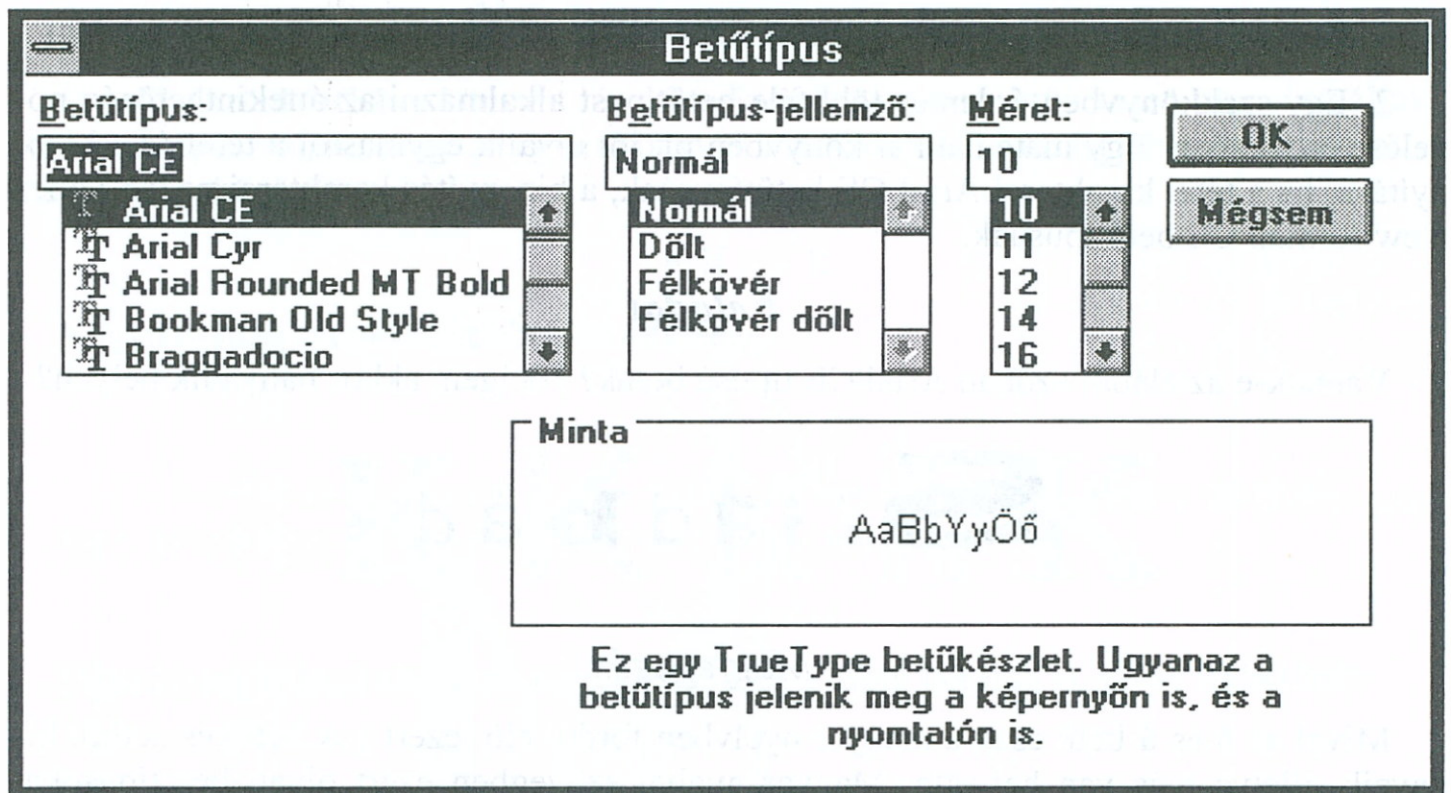 Betűtípus
Betűtípus:
Betűtípus-jellemző:
Méret:
Arial CE
Normál
10
OK
Mégsem
Arial CE
Arial Cyr
Arial Rounded MT Bold
Bookman Old Style
Braggadocio
Normál
Dőlt
Félkövér
Félkövér dőlt
10
11
12
14
16
Minta
AaBbYyÖő
Ez egy TrueType betűkészlet. Ugyanaz a
betűtípus jelenik meg a képernyőn is, és a
nyomtatón is.